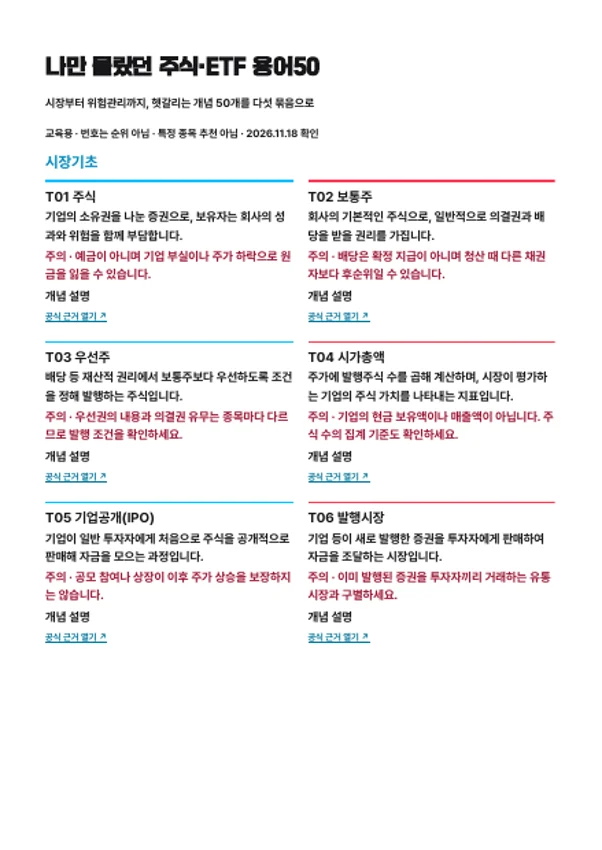 나만 몰랐던 주식·ETF 용어50
시장부터 위험관리까지, 헷갈리는 개념 50개를 다섯 묶음으로
교육용 · 번호는 순위 아님 · 특정 종목 추천 아님 · 2026.11.18 확인
시장기초
T01 주식
기업의 소유권을 나눈 증권으로, 보유자는 회사의 성
과와 위험을 함께 부담합니다.
주의 · 예금이 아니며 기업 부실이나 주가 하락으로 원
금을 잃을 수 있습니다.
개념 설명
공식 근거 열기 ↗
T02 보통주
회사의 기본적인 주식으로, 일반적으로 의결권과 배
당을 받을 권리를 가집니다.
주의 · 배당은 확정 지급이 아니며 청산 때 다른 채권
자보다 후순위일 수 있습니다.
개념 설명
공식 근거 열기 ↗
T03 우선주
배당 등 재산적 권리에서 보통주보다 우선하도록 조건
을 정해 발행하는 주식입니다.
주의 · 우선권의 내용과 의결권 유무는 종목마다 다르
므로 발행 조건을 확인하세요.
개념 설명
공식 근거 열기 ↗
T04 시가총액
주가에 발행주식 수를 곱해 계산하며, 시장이 평가하
는 기업의 주식 가치를 나타내는 지표입니다.
주의 · 기업의 현금 보유액이나 매출액이 아닙니다. 주
식 수의 집계 기준도 확인하세요.
개념 설명
공식 근거 열기 ↗
T05 기업공개(IPO)
기업이 일반 투자자에게 처음으로 주식을 공개적으로
판매해 자금을 모으는 과정입니다.
주의 · 공모 참여나 상장이 이후 주가 상승을 보장하지
는 않습니다.
개념 설명
공식 근거 열기 ↗
T06 발행시장
기업 등이 새로 발행한 증권을 투자자에게 판매하여
자금을 조달하는 시장입니다.
주의 · 이미 발행된 증권을 투자자끼리 거래하는 유통
시장과 구별하세요.
개념 설명
공식 근거 열기 ↗